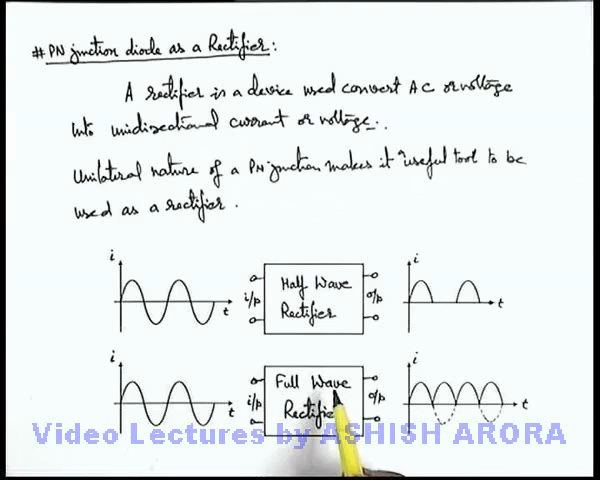 # PN junction diode as a Rectifier:
A rectifier is a device used convert AC or voltage
into unidirectional current or voltage.
Unilateral nature of a PN junction makes it useful tool to be
used as a rectifier.
i
t
i/p
Half Wave
Rectifier
o/p
i
t
i
t
i/p
Full Wave
Rectifie
o/p
i
t
Video Lectures by ASHISH ARORA